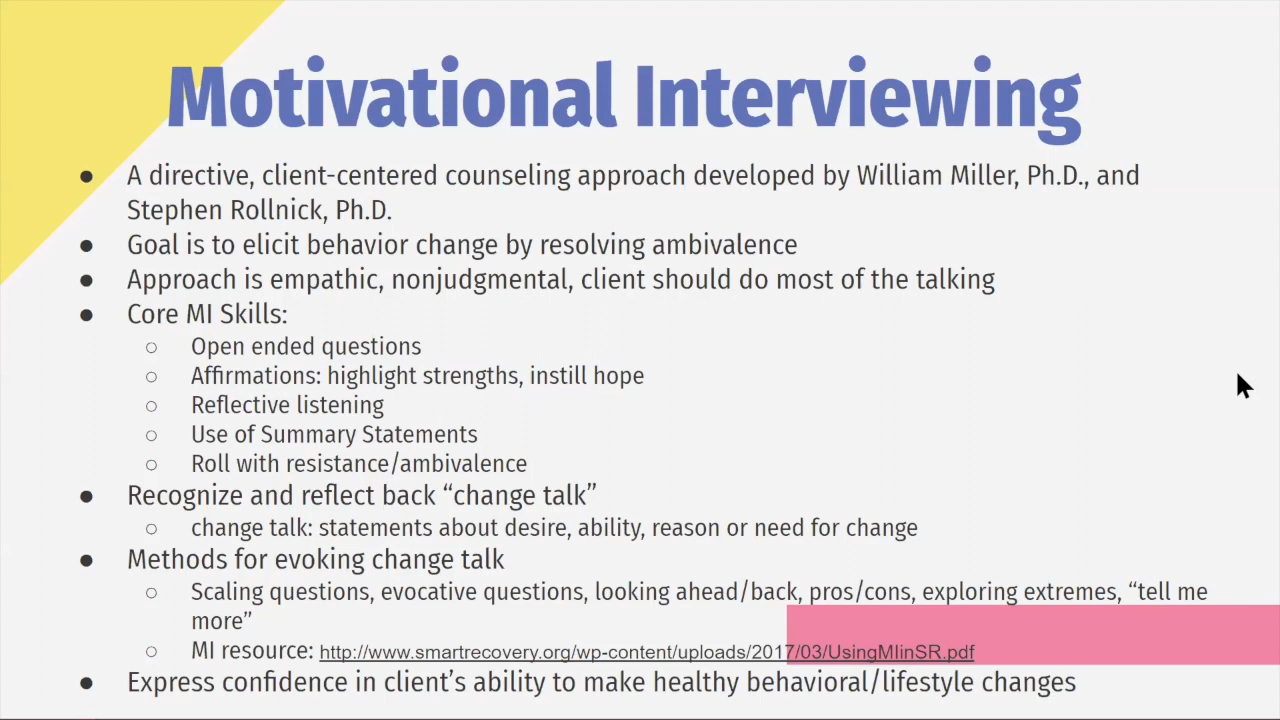 Motivational Interviewing
● A directive, client-centered counseling approach developed by William Miller, Ph.D., and
Stephen Rollnick, Ph.D.
● Goal is to elicit behavior change by resolving ambivalence
● Approach is empathic, nonjudgmental, client should do most of the talking
● Core MI Skills:
○ Open ended questions
○ Affirmations: highlight strengths, instill hope
○ Reflective listening
○ Use of Summary Statements
○ Roll with resistance/ambivalence
● Recognize and reflect back “change talk”
○ change talk: statements about desire, ability, reason or need for change
● Methods for evoking change talk
○ Scaling questions, evocative questions, looking ahead/back, pros/cons, exploring extremes, “tell me
more”
○ MI resource: http://www.smartrecovery.org/wp-content/uploads/2017/03/UsingMIinSR.pdf
● Express confidence in client’s ability to make healthy behavioral/lifestyle changes